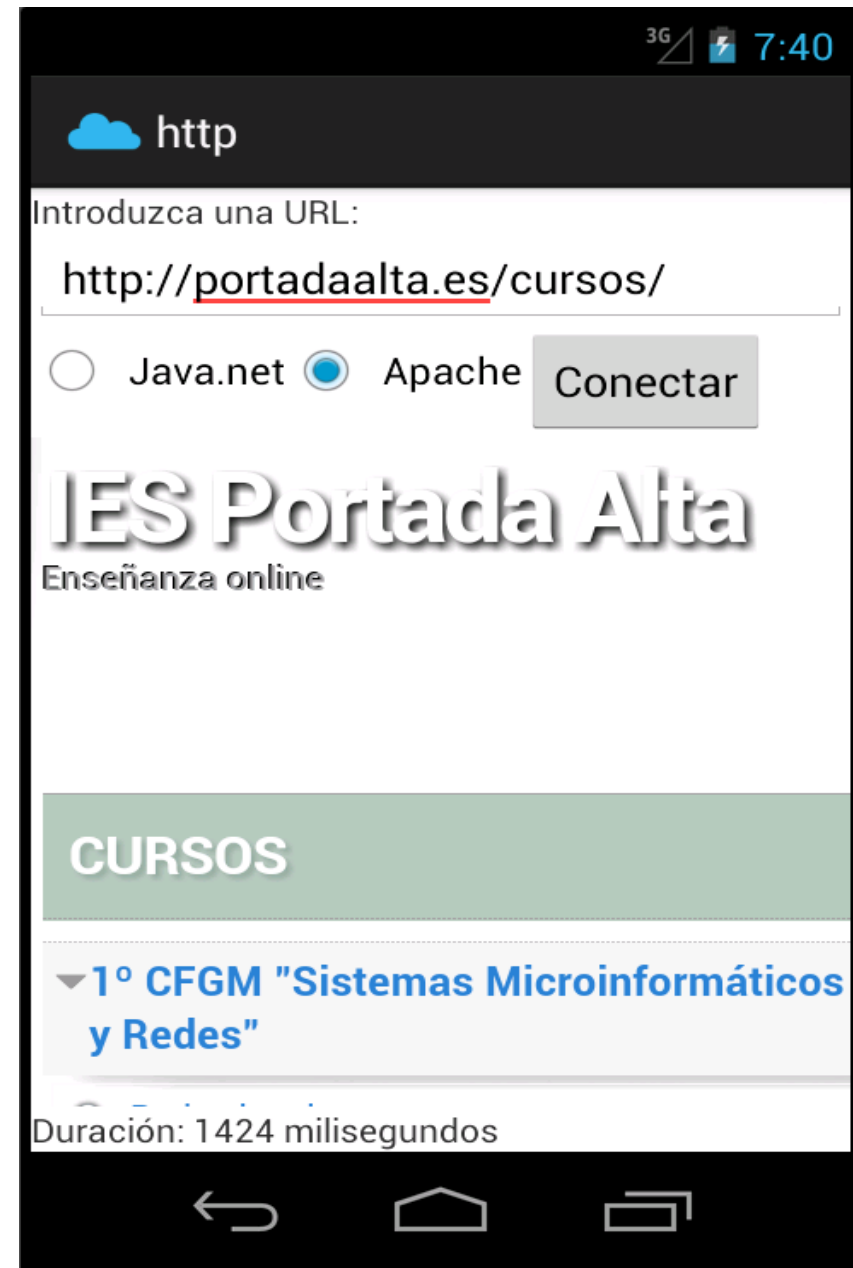 3G 7:40
http
Introduzca una URL:
http://portadaalta.es/cursos/
Java.net Apache Conectar
IES Portada Alta
Enseñanza online
CURSOS
1º CFGM "Sistemas Microinformáticos
y Redes"
Duración: 1424 milisegundos